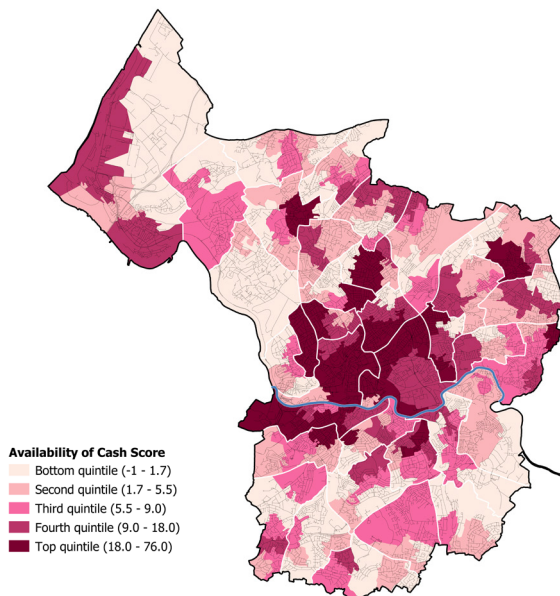 Availability of Cash Score
Bottom quintile (-1 - 1.7)
Second quintile (1.7 - 5.5)
Third quintile (5.5 - 9.0)
Fourth quintile (9.0 - 18.0)
Top quintile (18.0 - 76.0)